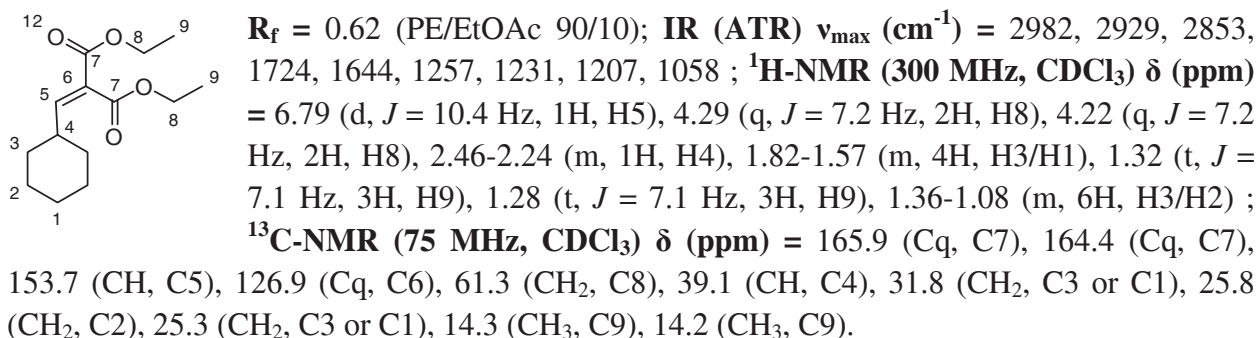 12 O O 8 9
7
6 7 O 9
5
O 8
4
3
2
1
R_f = 0.62 (PE/EtOAc 90/10); IR (ATR) ν_max (cm⁻¹) = 2982, 2929, 2853,
1724, 1644, 1257, 1231, 1207, 1058 ; ¹H-NMR (300 MHz, CDCl₃) δ (ppm)
= 6.79 (d, J = 10.4 Hz, 1H, H5), 4.29 (q, J = 7.2 Hz, 2H, H8), 4.22 (q, J = 7.2
Hz, 2H, H8), 2.46-2.24 (m, 1H, H4), 1.82-1.57 (m, 4H, H3/H1), 1.32 (t, J =
7.1 Hz, 3H, H9), 1.28 (t, J = 7.1 Hz, 3H, H9), 1.36-1.08 (m, 6H, H3/H2) ;
¹³C-NMR (75 MHz, CDCl₃) δ (ppm) = 165.9 (Cq, C7), 164.4 (Cq, C7),
153.7 (CH, C5), 126.9 (Cq, C6), 61.3 (CH₂, C8), 39.1 (CH, C4), 31.8 (CH₂, C3 or C1), 25.8
(CH₂, C2), 25.3 (CH₂, C3 or C1), 14.3 (CH₃, C9), 14.2 (CH₃, C9).